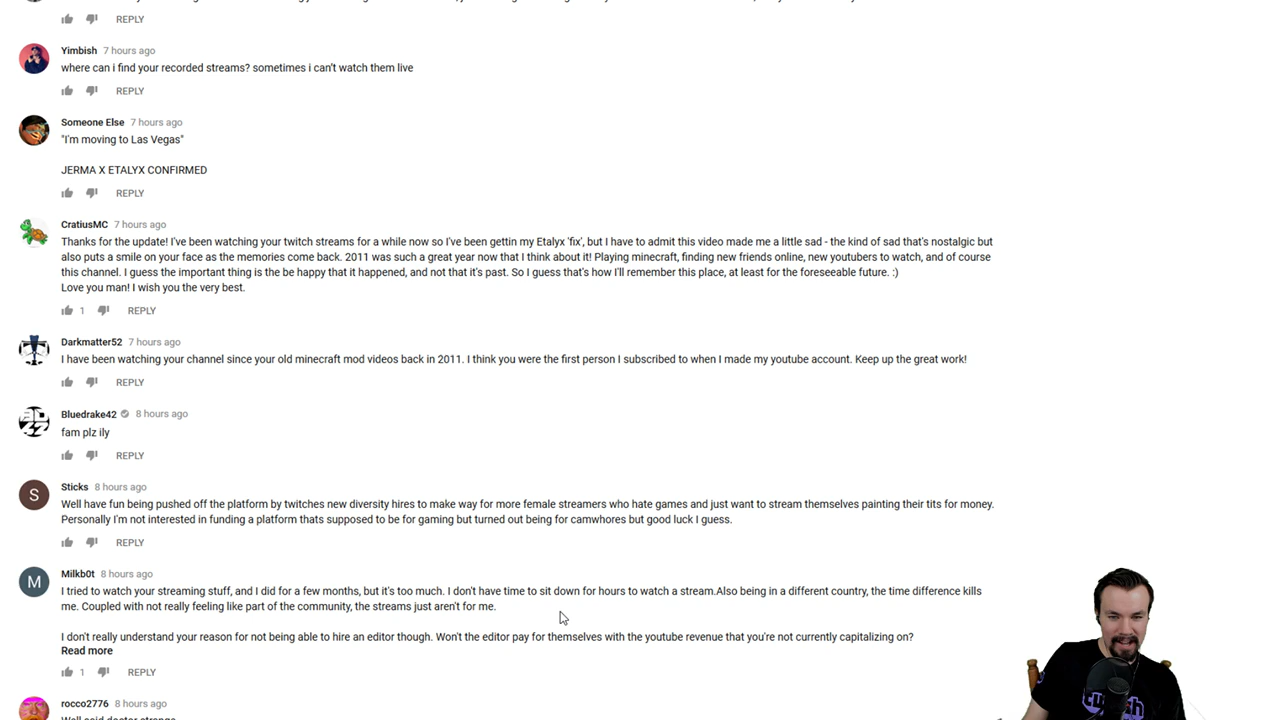 REPLY
Yimbish 7 hours ago
where can i find your recorded streams? sometimes i can't watch them live
REPLY
Someone Else 7 hours ago
"I'm moving to Las Vegas"
JERMA X ETALYX CONFIRMED
REPLY
CratiusMC 7 hours ago
Thanks for the update! I've been watching your twitch streams for a while now so I've been gettin my Etalyx 'fix', but I have to admit this video made me a little sad - the kind of sad that's nostalgic but
also puts a smile on your face as the memories come back. 2011 was such a great year now that I think about it! Playing minecraft, finding new friends online, new youtubers to watch, and of course
this channel. I guess the important thing is the be happy that it happened, and not that it's past. So I guess that's how I'll remember this place, at least for the foreseeable future. :)
Love you man! I wish you the very best.
1 REPLY
Darkmatter52 7 hours ago
I have been watching your channel since your old minecraft mod videos back in 2011. I think you were the first person I subscribed to when I made my youtube account. Keep up the great work!
REPLY
Bluedrake42 8 hours ago
fam plz ily
REPLY
S
Sticks 8 hours ago
Well have fun being pushed off the platform by twitches new diversity hires to make way for more female streamers who hate games and just want to stream themselves painting their tits for money.
Personally I'm not interested in funding a platform thats supposed to be for gaming but turned out being for camwhores but good luck I guess.
REPLY
M
Milkb0t 8 hours ago
I tried to watch your streaming stuff, and I did for a few months, but it's too much. I don't have time to sit down for hours to watch a stream.Also being in a different country, the time difference kills
me. Coupled with not really feeling like part of the community, the streams just aren't for me.
I don't really understand your reason for not being able to hire an editor though. Won't the editor pay for themselves with the youtube revenue that you're not currently capitalizing on?
Read more
1 REPLY
rocco2776 8 hours ago
Well said doctor strange
twitch